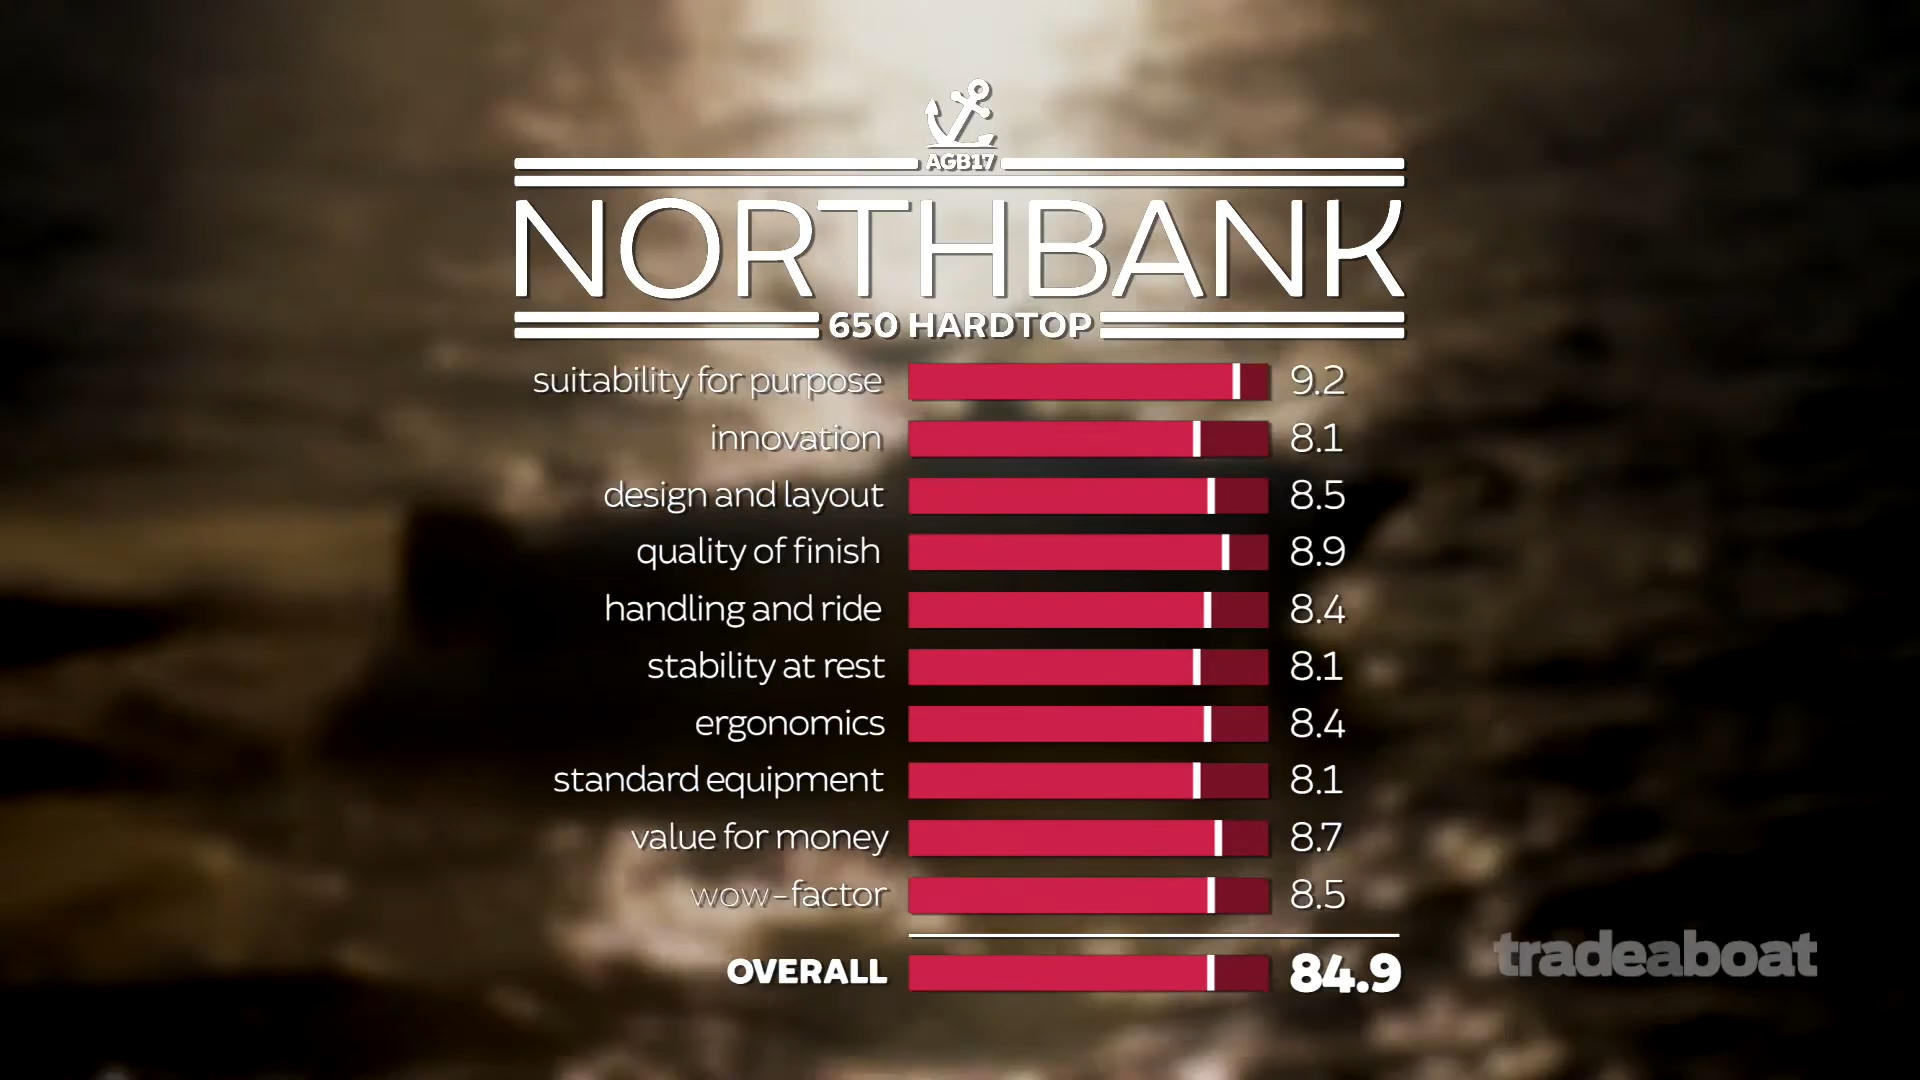 AGB17
NORTHBANK
650 HARDTOP
suitability for purpose 9.2
innovation 8.1
design and layout 8.5
quality of finish 8.9
handling and ride 8.4
stability at rest 8.1
ergonomics 8.4
standard equipment 8.1
value for money 8.7
wow-factor 8.5
OVERALL 84.9
tradeaboat